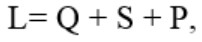 L= Q + S + P,